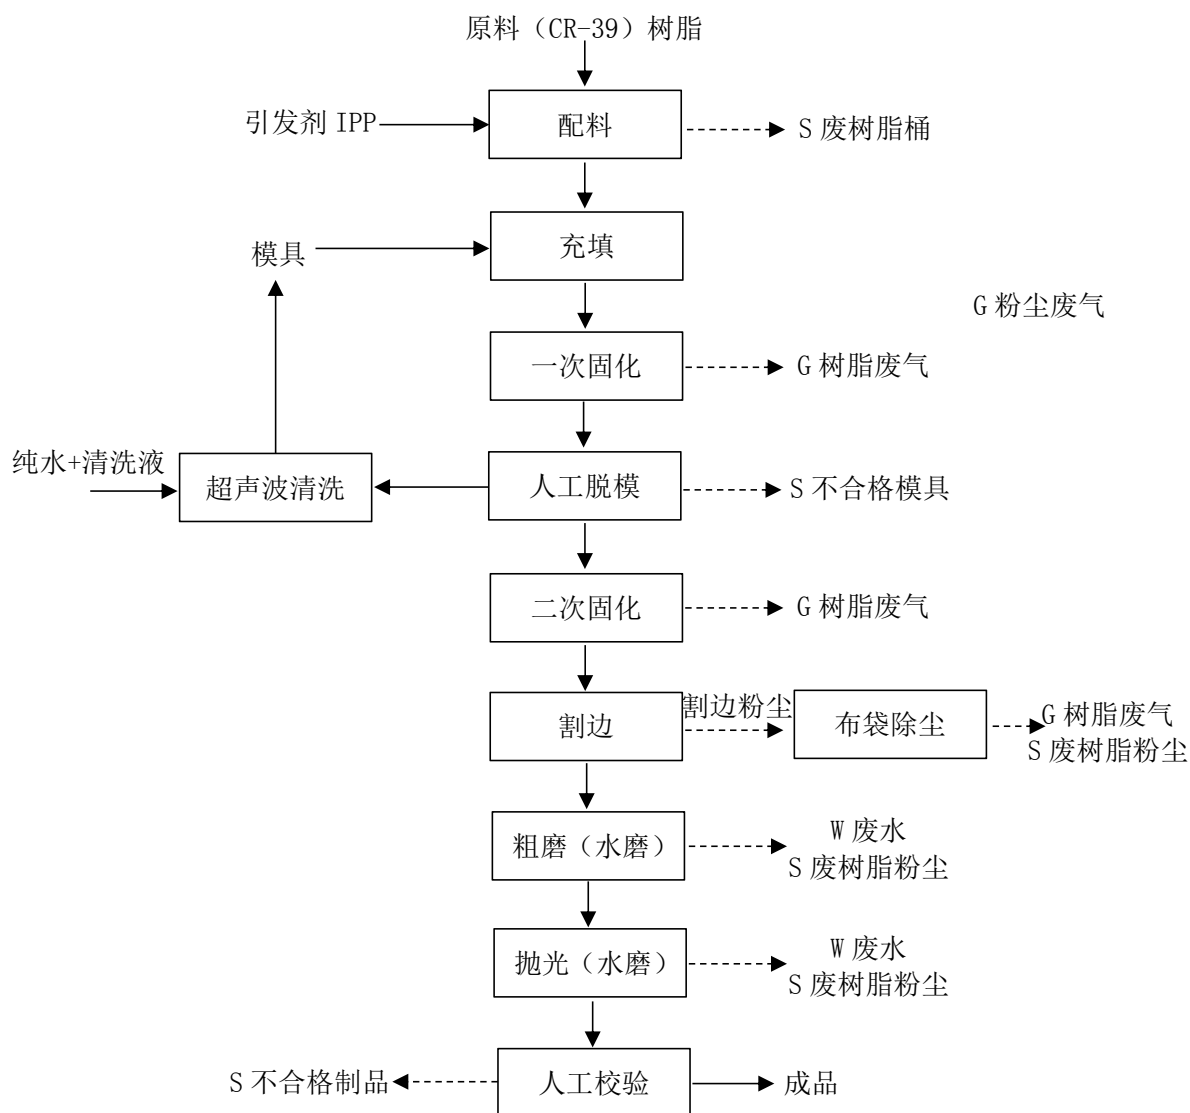 原料（CR-39）树脂
引发剂 IPP
配料
S 废树脂桶
模具
充填
G 粉尘废气
一次固化
G 树脂废气
纯水+清洗液
超声波清洗
人工脱模
S 不合格模具
二次固化
G 树脂废气
割边
割边粉尘
布袋除尘
G 树脂废气
S 废树脂粉尘
粗磨（水磨）
W 废水
S 废树脂粉尘
抛光（水磨）
W 废水
S 废树脂粉尘
S 不合格制品
人工校验
成品